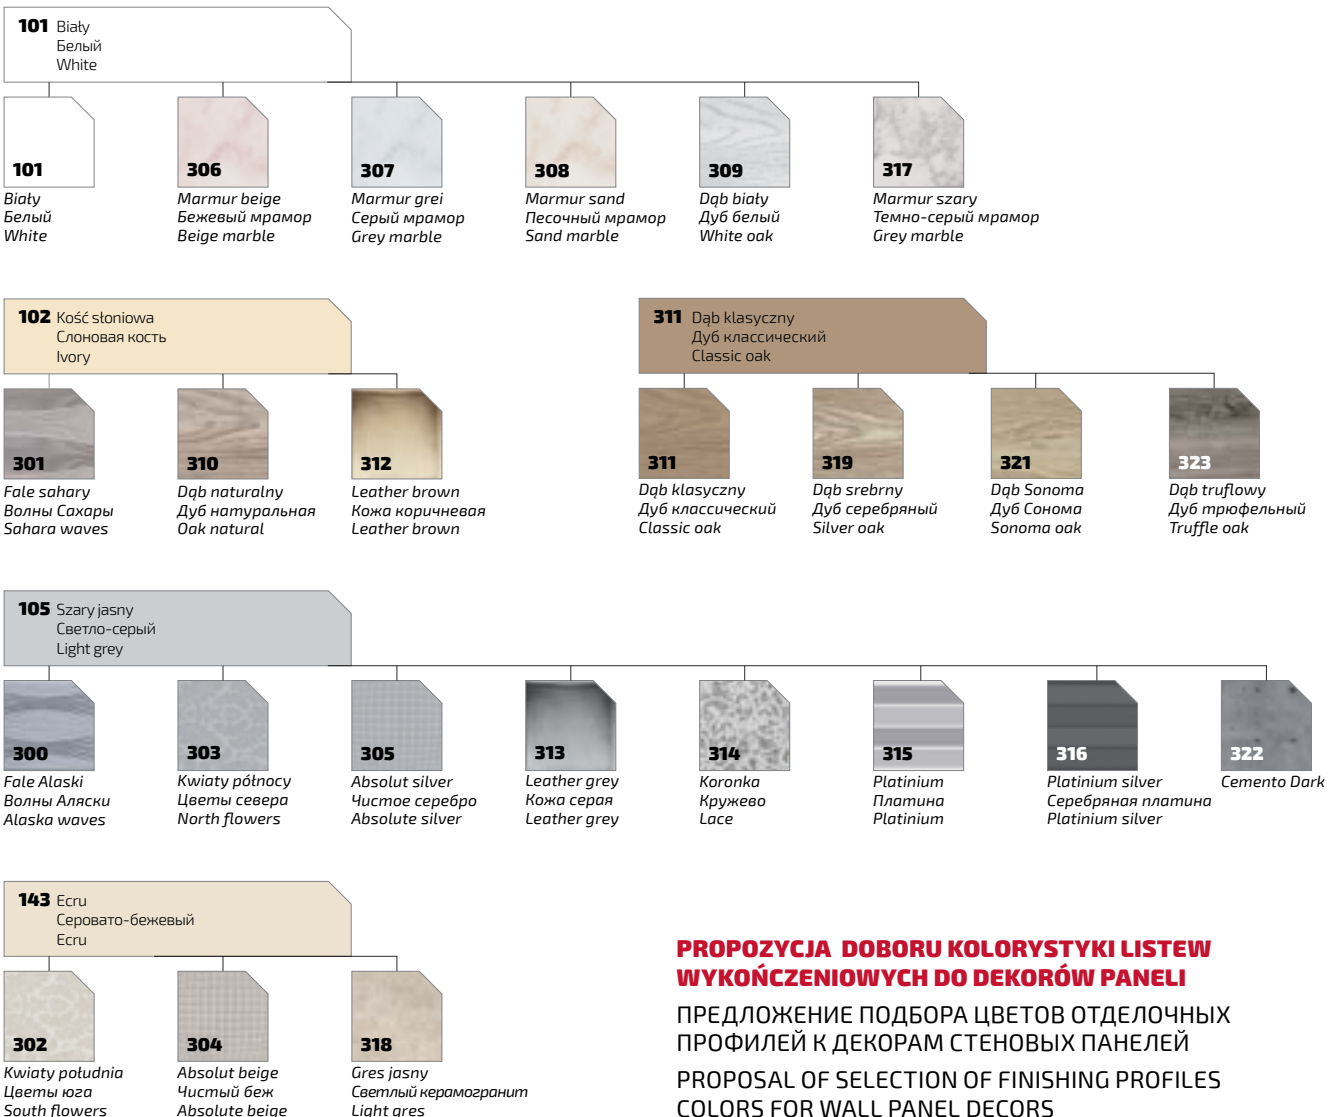 101 Biały
Белый
White
101
Biały
Белый
White
306
Marmur beige
Бежевый мрамор
Beige marble
307
Marmur grei
Серый мрамор
Grey marble
308
Marmur sand
Песочный мрамор
Sand marble
309
Dąb biały
Дуб белый
White oak
317
Marmur szary
Темно-серый мрамор
Grey marble
102 Kość słoniowa
Слоновая кость
Ivory
301
Fale sahary
Волны Сахары
Sahara waves
310
Dąb naturalny
Дуб натуральная
Oak natural
312
Leather brown
Кожа коричневая
Leather brown
311 Dąb klasyczny
Дуб классический
Classic oak
311
Dąb klasyczny
Дуб классический
Classic oak
319
Dąb srebrny
Дуб серебряный
Silver oak
321
Dąb Sonoma
Дуб Сонома
Sonoma oak
323
Dąb truflowy
Дуб трюфельный
Truffle oak
105 Szary jasny
Светло-серый
Light grey
300
Fale Alaski
Волны Аляски
Alaska waves
303
Kwiaty północy
Цветы севера
North flowers
305
Absolut silver
Чистое серебро
Absolute silver
313
Leather grey
Кожа серая
Leather grey
314
Koronka
Кружево
Lace
315
Platinium
Платина
Platinium
316
Platinium silver
Серебряная платина
Platinium silver
322
Cemento Dark
143 Ecru
Серовато-бежевый
Ecru
302
Kwiaty południa
Цветы юга
South flowers
304
Absolut beige
Чистый беж
Absolute beige
318
Gres jasny
Светлый керамогранит
Light gres
PROPOZYCJA DOBORU KOLORYSTYKI LISTEW
WYKOŃCZENIOWYCH DO DEKORÓW PANELI
ПРЕДЛОЖЕНИЕ ПОДБОРА ЦВЕТОВ ОТДЕЛОЧНЫХ
ПРОФИЛЕЙ К ДЕКОРАМ СТЕНОВЫХ ПАНЕЛЕЙ
PROPOSAL OF SELECTION OF FINISHING PROFILES
COLORS FOR WALL PANEL DECORS